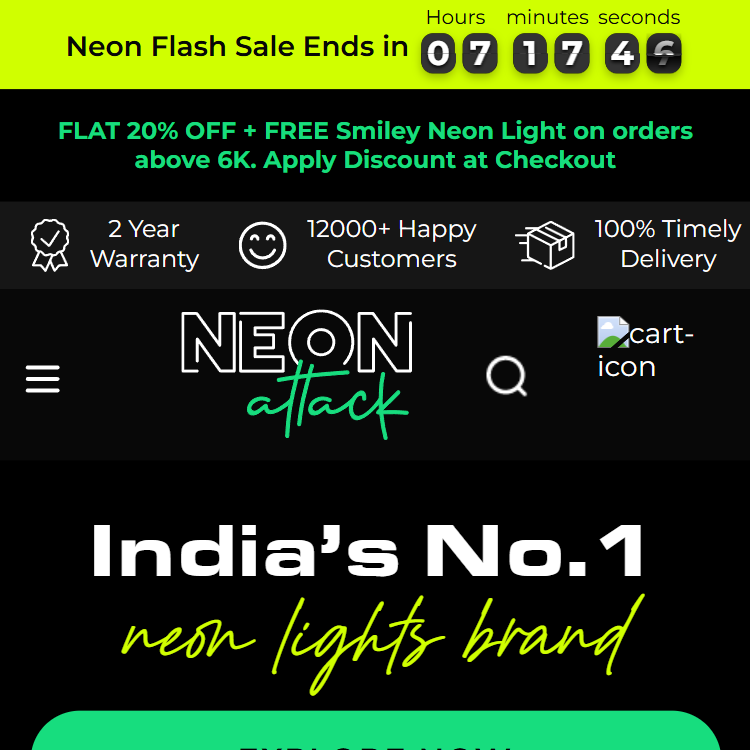 Hours minutes seconds
Neon Flash Sale Ends in 07 17 4
FLAT 20% OFF + FREE Smiley Neon Light on orders
above 6K. Apply Discount at Checkout
2 Year
Warranty
12000+ Happy
Customers
100% Timely
Delivery
NEON
attack
cart-
icon
India's No.1
neon lights brand
EXPLORE NOW